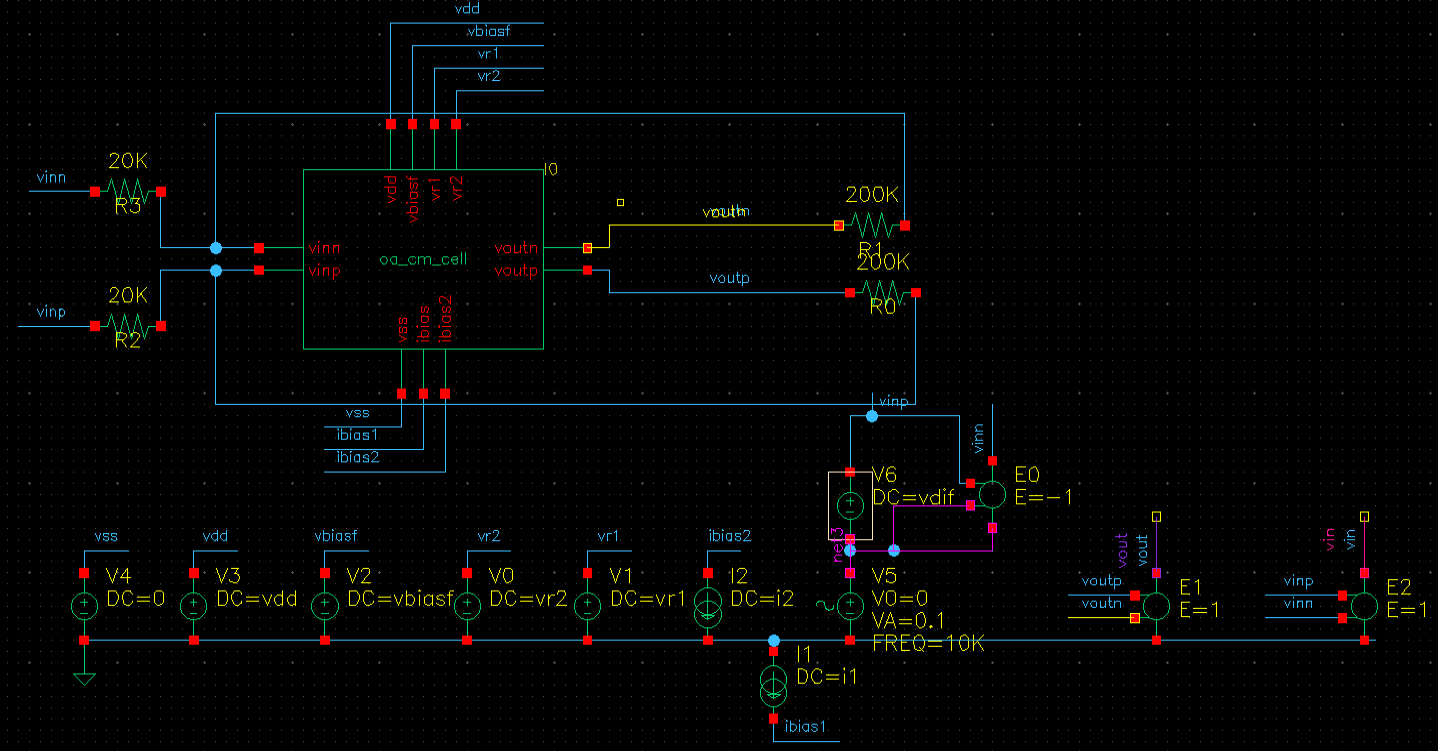 vdd
vbiasf
vr1
vr2
I0
vdd
vbiasf
vr1
vr2
20K
vinn
R3
vinn
vinp
oa_cm_cell
voutn
voutp
voutn
200K
R1
voutp
200K
R0
20K
vinp
R2
vss
ibias
ibias2
vss
ibias1
ibias2
vinp
vinn
V6
DC=vdif
E0
E=-1
net3
vss
V4
DC=0
vdd
V3
DC=vdd
vbiasf
V2
DC=vbiasf
vr2
V0
DC=vr2
vr1
V1
DC=vr1
ibias2
I2
DC=i2
V5
V0=0
VA=0.1
FREQ=10K
I1
DC=i1
ibias1
vout
vout
voutp
voutn
E1
E=1
vin
vin
vinp
vinn
E2
E=1